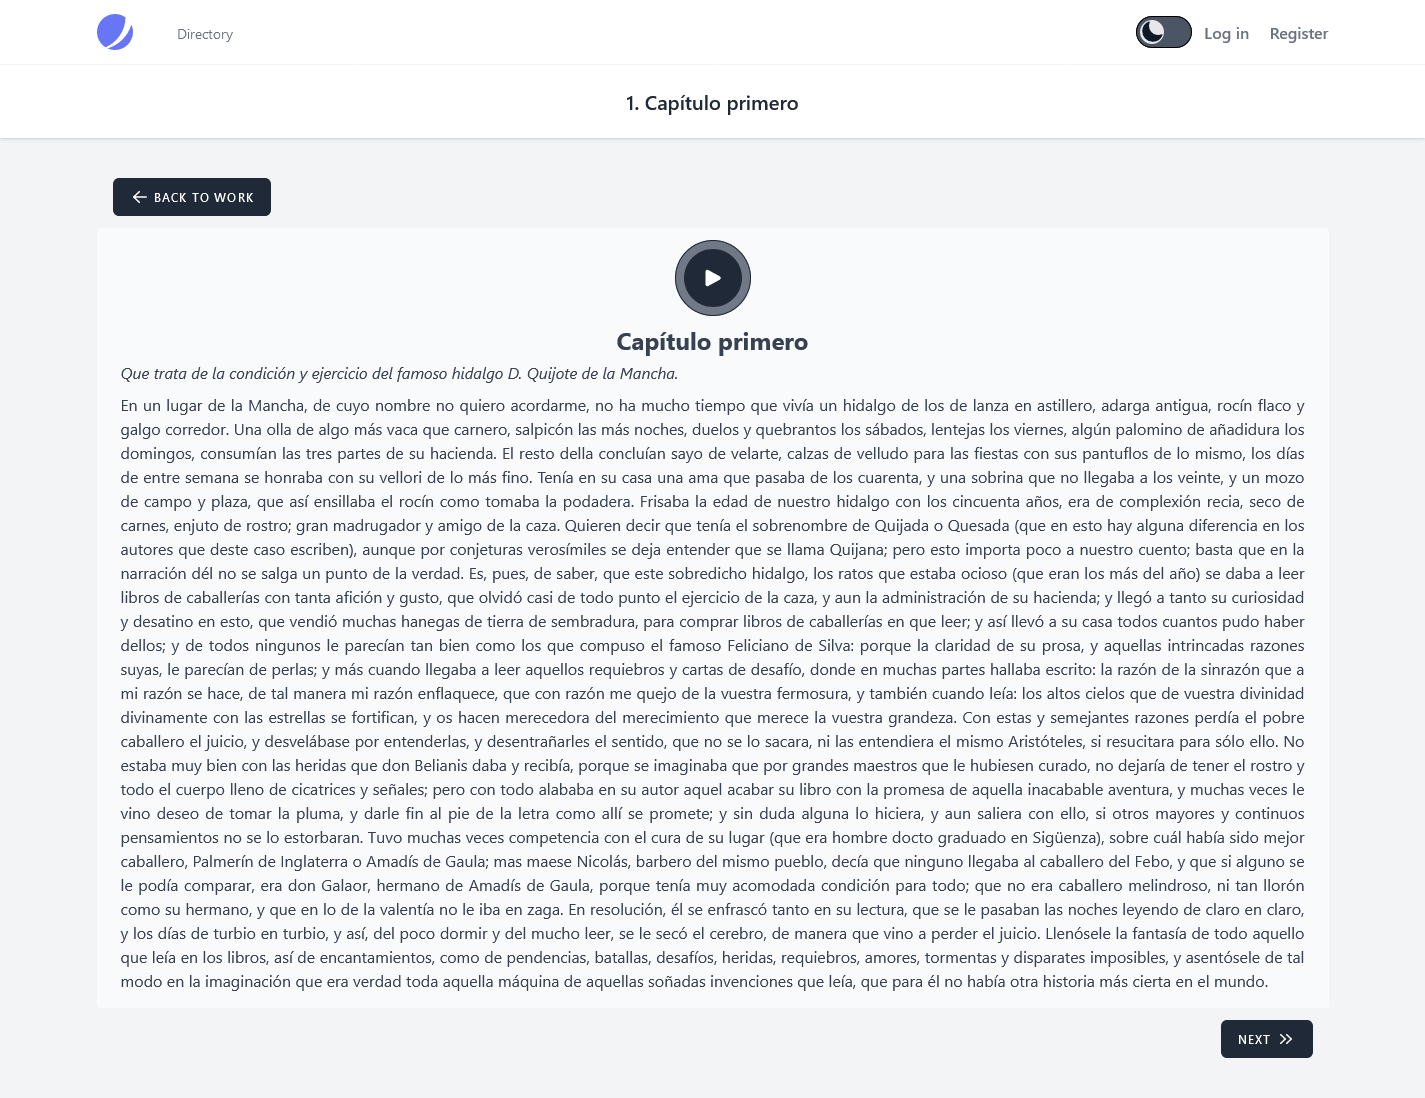 Directory
Log in
Register
1. Capítulo primero
BACK TO WORK
Capítulo primero
Que trata de la condición y ejercicio del famoso hidalgo D. Quijote de la Mancha.
En un lugar de la Mancha, de cuyo nombre no quiero acordarme, no ha mucho tiempo que vivía un hidalgo de los de lanza en astillero, adarga antigua, rocín flaco y
galgo corredor. Una olla de algo más vaca que carnero, salpicón las más noches, duelos y quebrantos los sábados, lentejas los viernes, algún palomino de añadidura los
domingos, consumían las tres partes de su hacienda. El resto della concluían sayo de velarte, calzas de velludo para las fiestas con sus pantuflos de lo mismo, los días
de entre semana se honraba con su vellori de lo más fino. Tenía en su casa una ama que pasaba de los cuarenta, y una sobrina que no llegaba a los veinte, y un mozo
de campo y plaza, que así ensillaba el rocín como tomaba la podadera. Frisaba la edad de nuestro hidalgo con los cincuenta años, era de complexión recia, seco de
carnes, enjuto de rostro; gran madrugador y amigo de la caza. Quieren decir que tenía el sobrenombre de Quijada o Quesada (que en esto hay alguna diferencia en los
autores que deste caso escriben), aunque por conjeturas verosímiles se deja entender que se llama Quijana; pero esto importa poco a nuestro cuento; basta que en la
narración dél no se salga un punto de la verdad. Es, pues, de saber, que este sobredicho hidalgo, los ratos que estaba ocioso (que eran los más del año) se daba a leer
libros de caballerías con tanta afición y gusto, que olvidó casi de todo punto el ejercicio de la caza, y aun la administración de su hacienda; y llegó a tanto su curiosidad
y desatino en esto, que vendió muchas hanegas de tierra de sembradura, para comprar libros de caballerías en que leer; y así llevó a su casa todos cuantos pudo haber
dellos; y de todos ningunos le parecían tan bien como los que compuso el famoso Feliciano de Silva: porque la claridad de su prosa, y aquellas intrincadas razones
suyas, le parecían de perlas; y más cuando llegaba a leer aquellos requiebros y cartas de desafío, donde en muchas partes hallaba escrito: la razón de la sinrazón que a
mi razón se hace, de tal manera mi razón enflaquece, que con razón me quejo de la vuestra fermosura, y también cuando leía: los altos cielos que de vuestra divinidad
divinamente con las estrellas se fortifican, y os hacen merecedora del merecimiento que merece la vuestra grandeza. Con estas y semejantes razones perdía el pobre
caballero el juicio, y desvelábase por entenderlas, y desentrañarles el sentido, que no se lo sacara, ni las entendiera el mismo Aristóteles, si resucitara para sólo ello. No
estaba muy bien con las heridas que don Belianis daba y recibía, porque se imaginaba que por grandes maestros que le hubiesen curado, no dejaría de tener el rostro y
todo el cuerpo lleno de cicatrices y señales; pero con todo alababa en su autor aquel acabar su libro con la promesa de aquella inacabable aventura, y muchas veces le
vino deseo de tomar la pluma, y darle fin al pie de la letra como allí se promete; y sin duda alguna lo hiciera, y aun saliera con ello, si otros mayores y continuos
pensamientos no se lo estorbaran. Tuvo muchas veces competencia con el cura de su lugar (que era hombre docto graduado en Sigüenza), sobre cuál había sido mejor
caballero, Palmerín de Inglaterra o Amadís de Gaula; mas maese Nicolás, barbero del mismo pueblo, decía que ninguno llegaba al caballero del Febo, y que si alguno se
le podía comparar, era don Galaor, hermano de Amadís de Gaula, porque tenía muy acomodada condición para todo; que no era caballero melindroso, ni tan llorón
como su hermano, y que en lo de la valentía no le iba en zaga. En resolución, él se enfrascó tanto en su lectura, que se le pasaban las noches leyendo de claro en claro,
y los días de turbio en turbio, y así, del poco dormir y del mucho leer, se le secó el cerebro, de manera que vino a perder el juicio. Llenósele la fantasía de todo aquello
que leía en los libros, así de encantamientos, como de pendencias, batallas, desafíos, heridas, requiebros, amores, tormentas y disparates imposibles, y asentósele de tal
modo en la imaginación que era verdad toda aquella máquina de aquellas soñadas invenciones que leía, que para él no había otra historia más cierta en el mundo.
NEXT